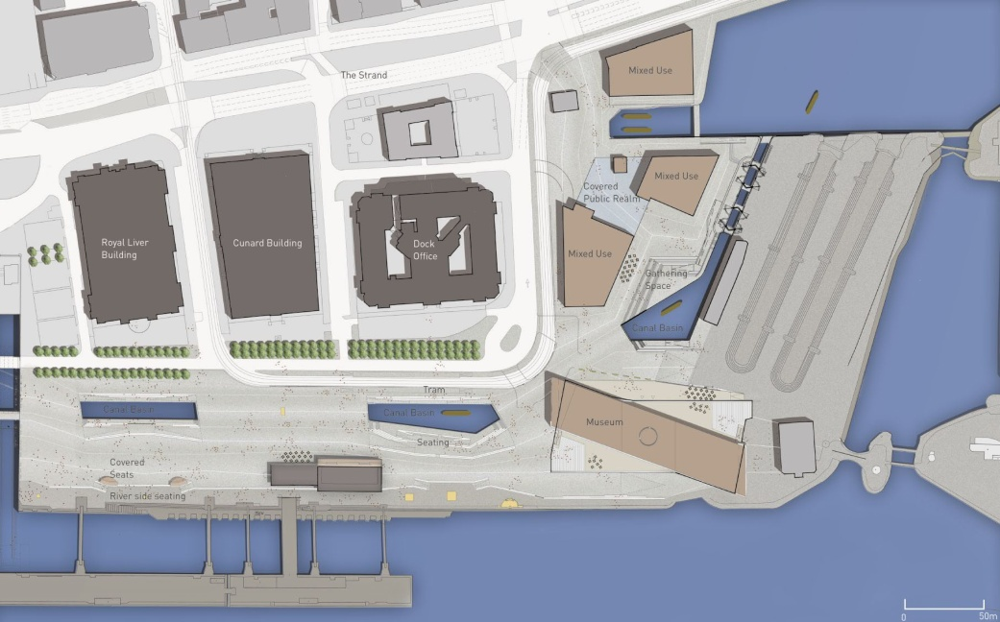 The Strand
Mixed Use
Mixed Use
Covered
Public Realm
Royal Liver
Building
Cunard Building
Dock
Office
Mixed Use
Gathering
Space
Canal Basin
Tram
Canal Basin
Canal Basin
Museum
Seating
Covered
Seats
River side seating
0 50m